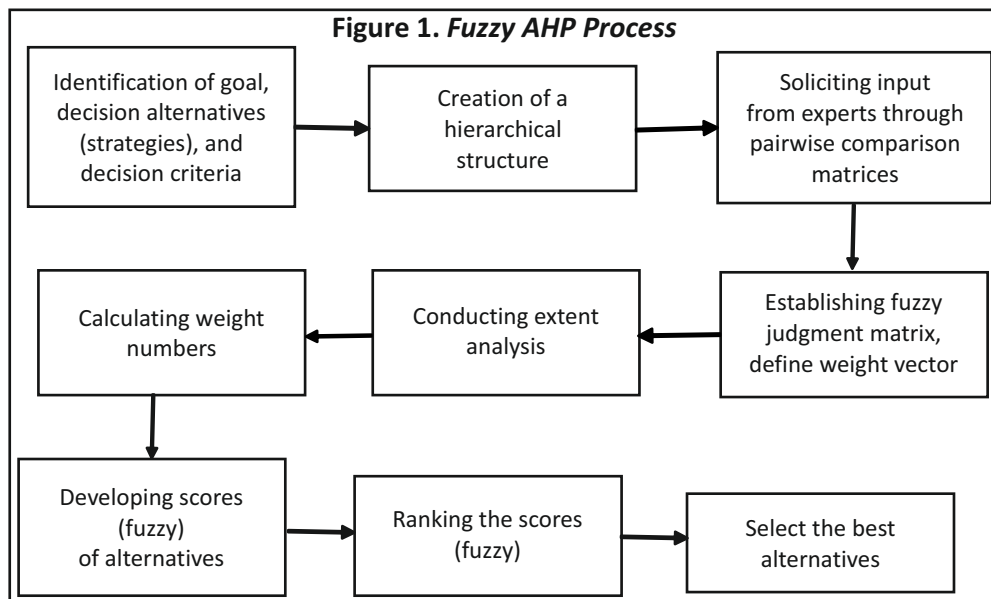 Figure 1. Fuzzy AHP Process
Identification of goal,
decision alternatives
(strategies), and
decision criteria
Creation of a
hierarchical
structure
Soliciting input
from experts through
pairwise comparison
matrices
Establishing fuzzy
judgment matrix,
define weight vector
Conducting extent
analysis
Calculating weight
numbers
Developing scores
(fuzzy)
of alternatives
Ranking the scores
(fuzzy)
Select the best
alternatives